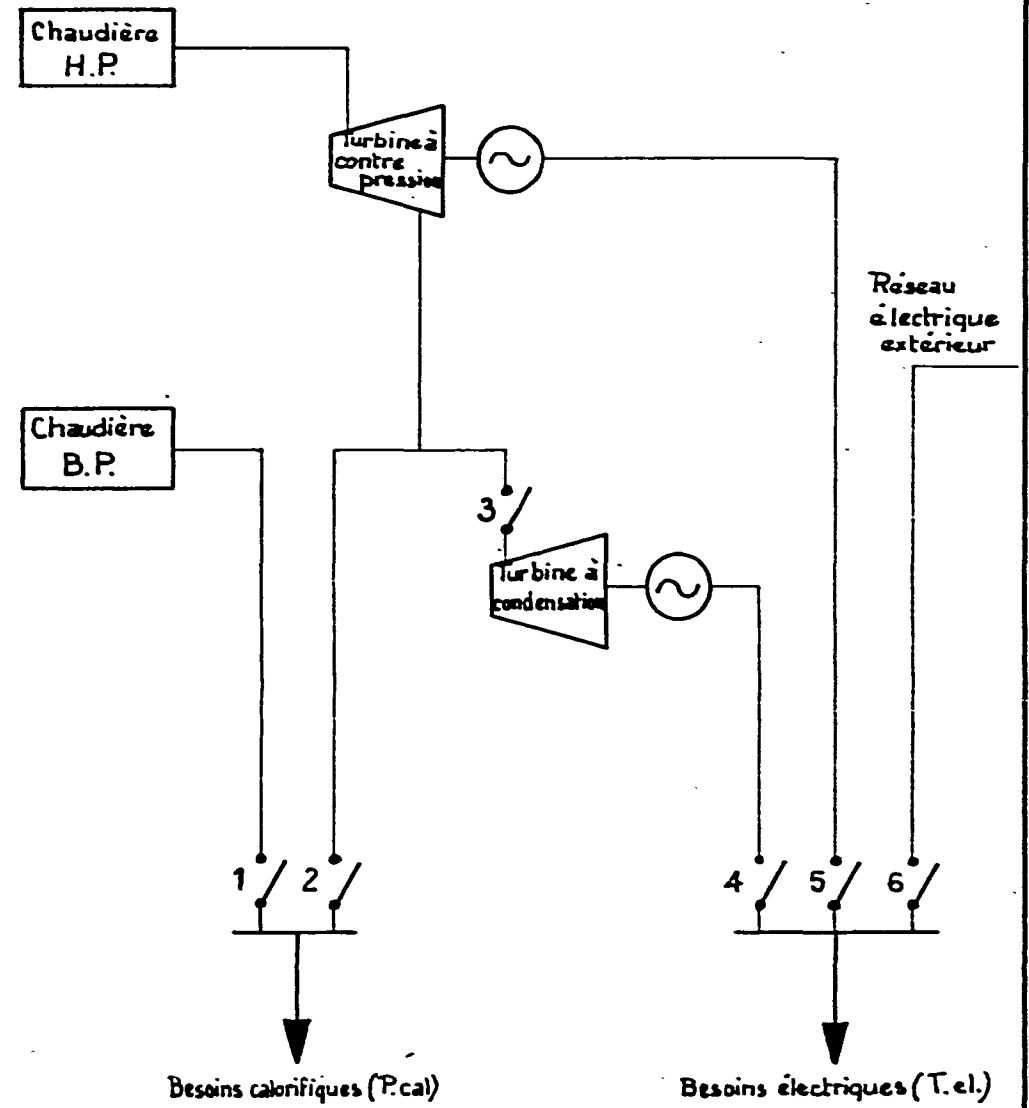 Chaudière
H.P.
Turbine à
contre
pression
Réseau
électrique
extérieur
Chaudière
B.P.
3
Turbine à
condensation
1
2
4
5
6
Besoins calorifiques (P.cal)
Besoins électriques (T.el.)